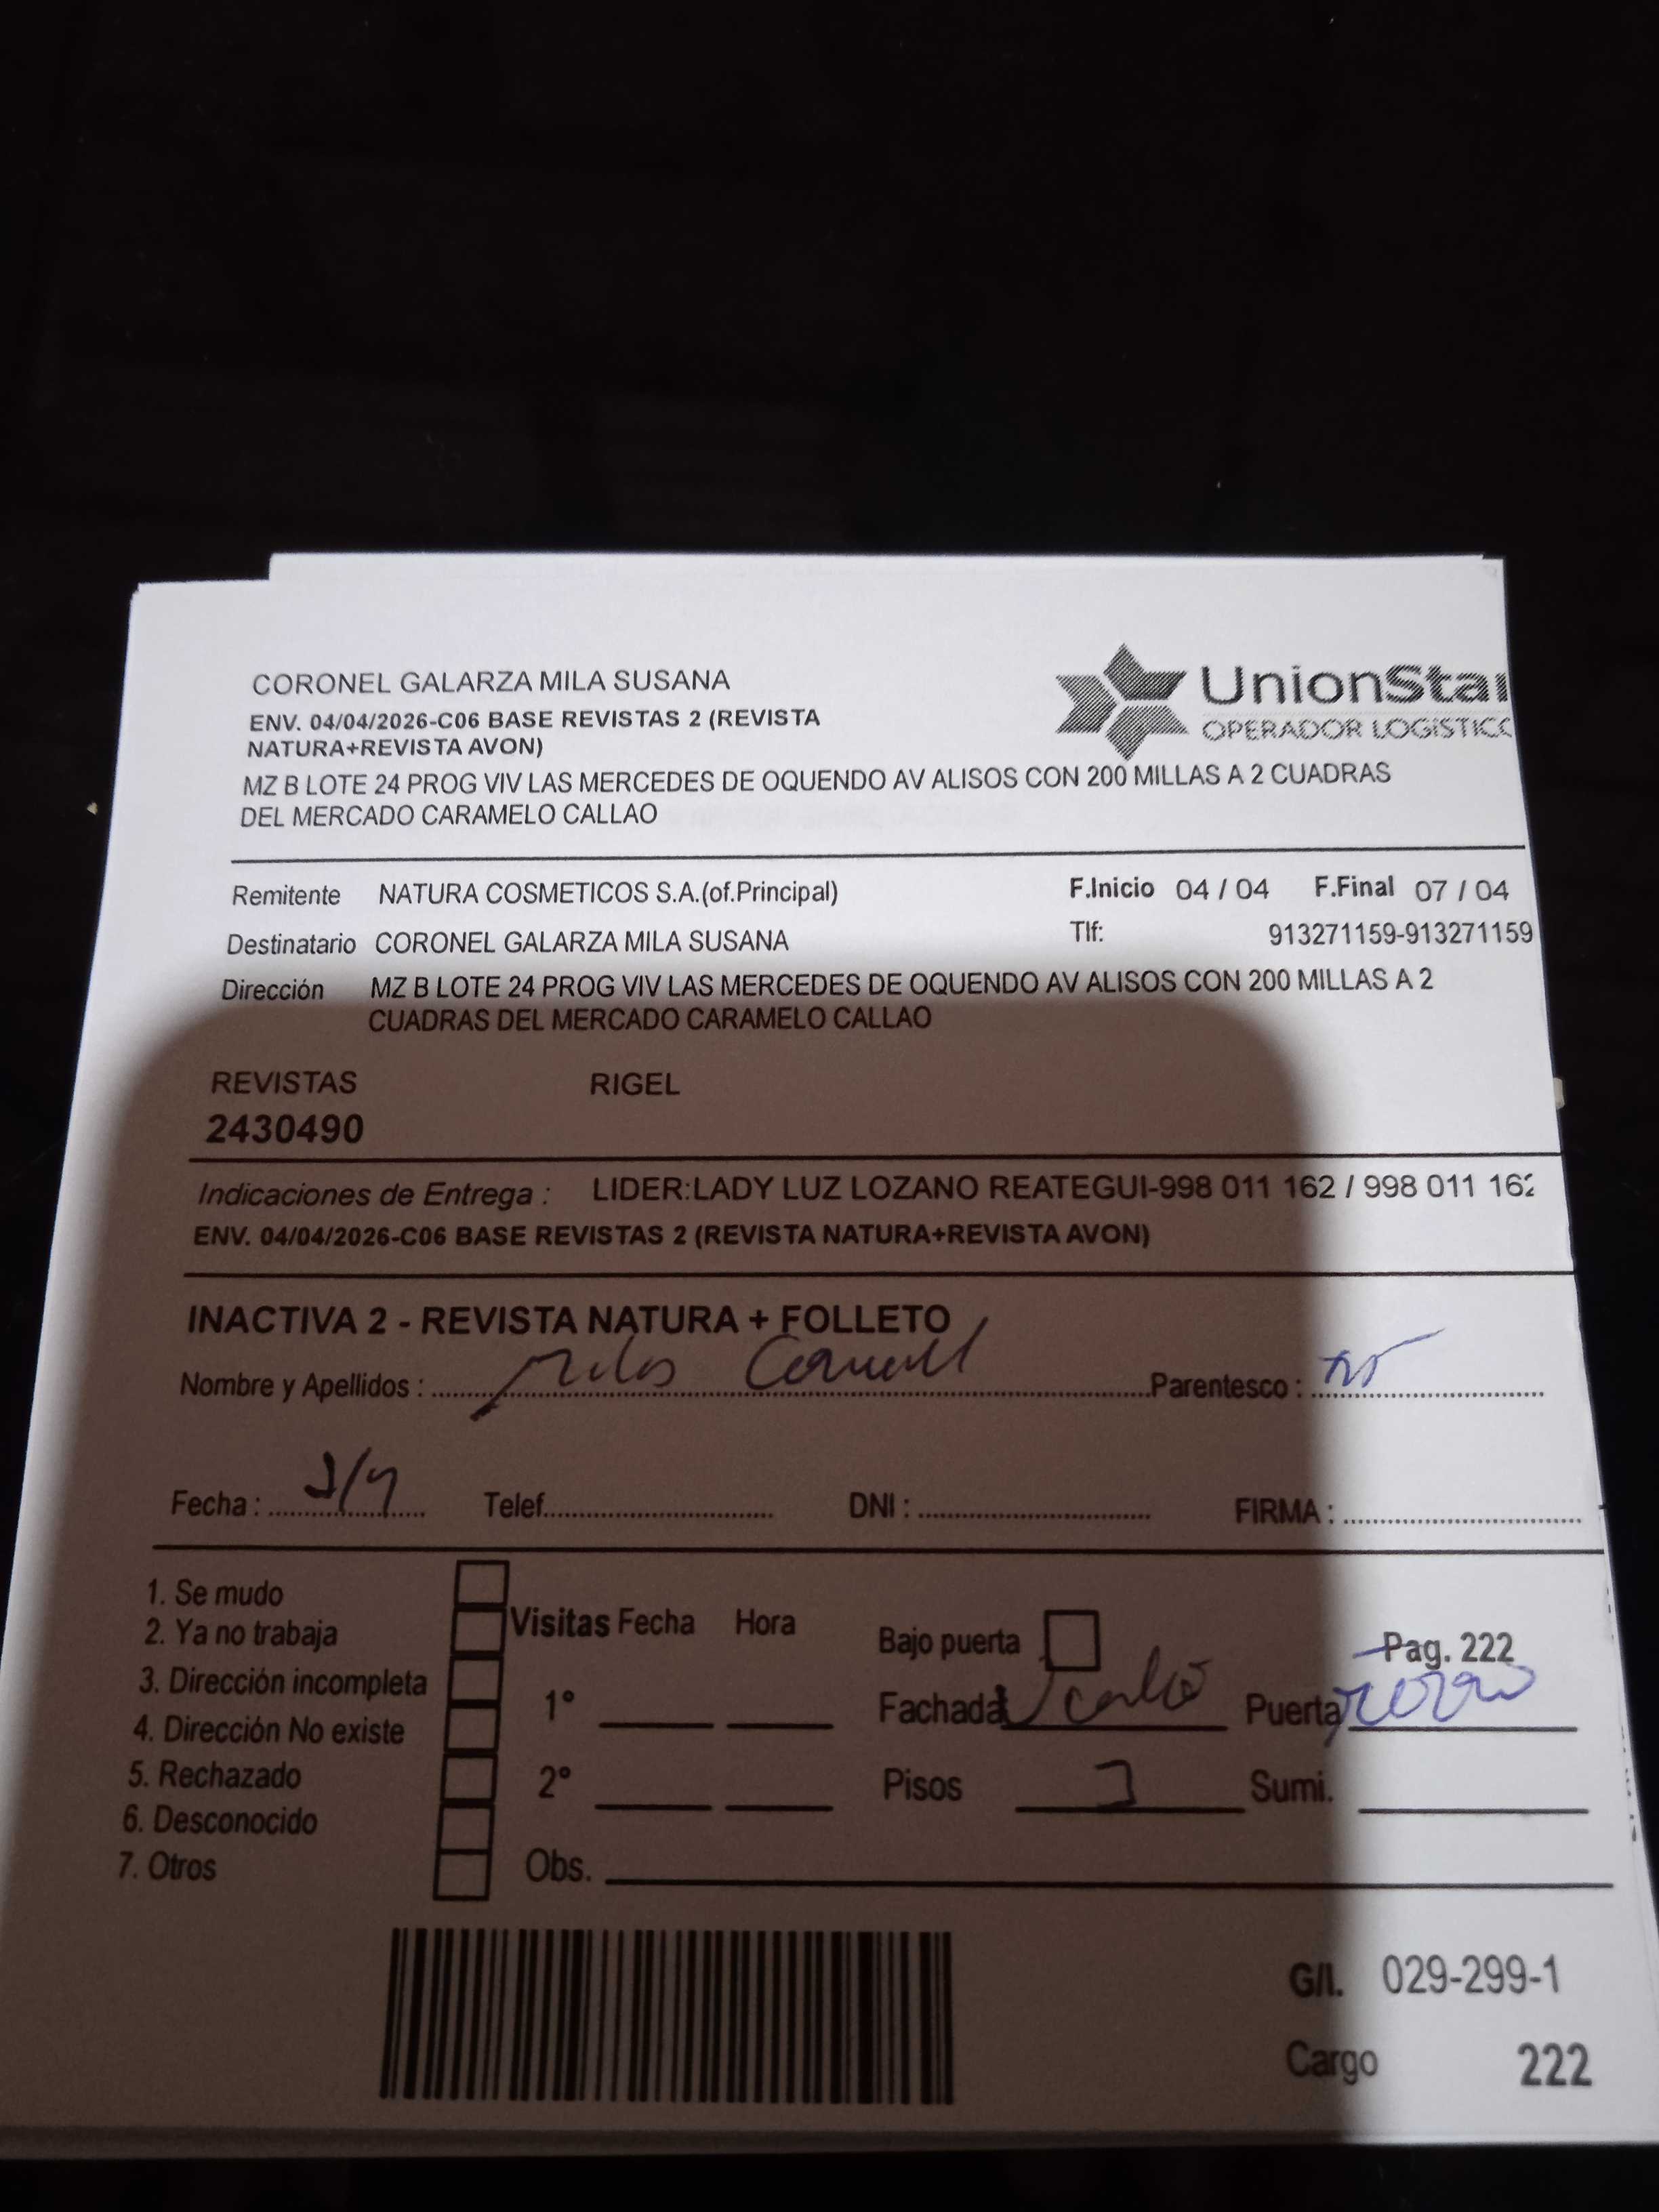 CORONEL GALARZA MILA SUSANA
ENV. 04/04/2026-C06 BASE REVISTAS 2 (REVISTA
NATURA+REVISTA AVON)
MZ B LOTE 24 PROG VIV LAS MERCEDES DE OQUENDO AV ALISOS CON 200 MILLAS A 2 CUADRAS
DEL MERCADO CARAMELO CALLAO
UnionStar
OPERADOR LOGÍSTICO
Remitente NATURA COSMETICOS S.A.(of.Principal) F.Inicio 04 / 04 F.Final 07 / 04
Destinatario CORONEL GALARZA MILA SUSANA Tlf: 913271159-913271159
Dirección MZ B LOTE 24 PROG VIV LAS MERCEDES DE OQUENDO AV ALISOS CON 200 MILLAS A 2
CUADRAS DEL MERCADO CARAMELO CALLAO
REVISTAS RIGEL
2430490
Indicaciones de Entrega : LIDER:LADY LUZ LOZANO REATEGUI-998 011 162 / 998 011 162
ENV. 04/04/2026-C06 BASE REVISTAS 2 (REVISTA NATURA+REVISTA AVON)
INACTIVA 2 - REVISTA NATURA + FOLLETO
Nombre y Apellidos : Parentesco :
Fecha : Telef. DNI : FIRMA :
1. Se mudo
2. Ya no trabaja
3. Dirección incompleta
4. Dirección No existe
5. Rechazado
6. Desconocido
7. Otros
Visitas Fecha Hora
1°
2°
Obs.
Bajo puerta Pag. 222
Fachada Puerta
Pisos Sumi.
G/I. 029-299-1
Cargo 222